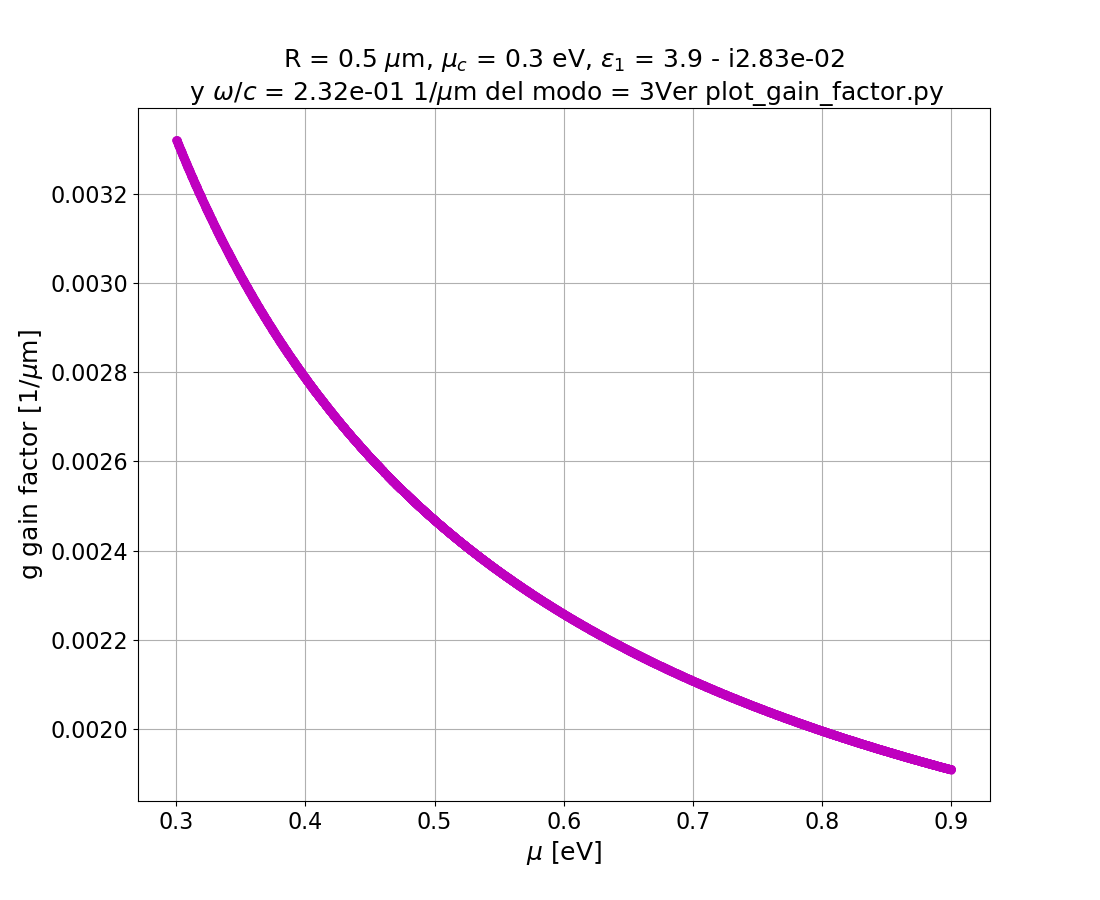 R = 0.5 μm, μc = 0.3 eV, ε1 = 3.9 - i2.83e-02
y ω/c = 2.32e-01 1/μm del modo = 3Ver plot_gain_factor.py
g gain factor [1/μm]
0.0032
0.0030
0.0028
0.0026
0.0024
0.0022
0.0020
0.3 0.4 0.5 0.6 0.7 0.8 0.9
μ [eV]